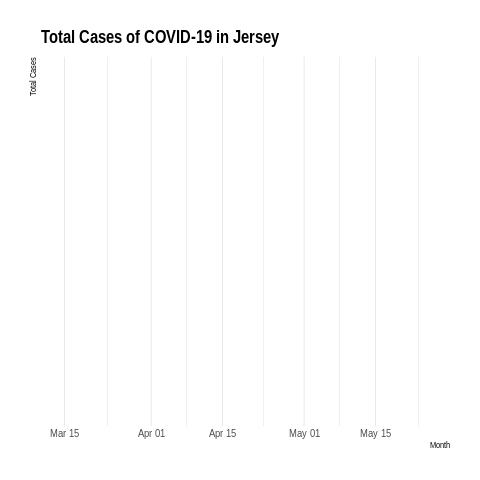 Total Cases of COVID-19 in Jersey
Total Cases
Mar 15 Apr 01 Apr 15 May 01 May 15
Month